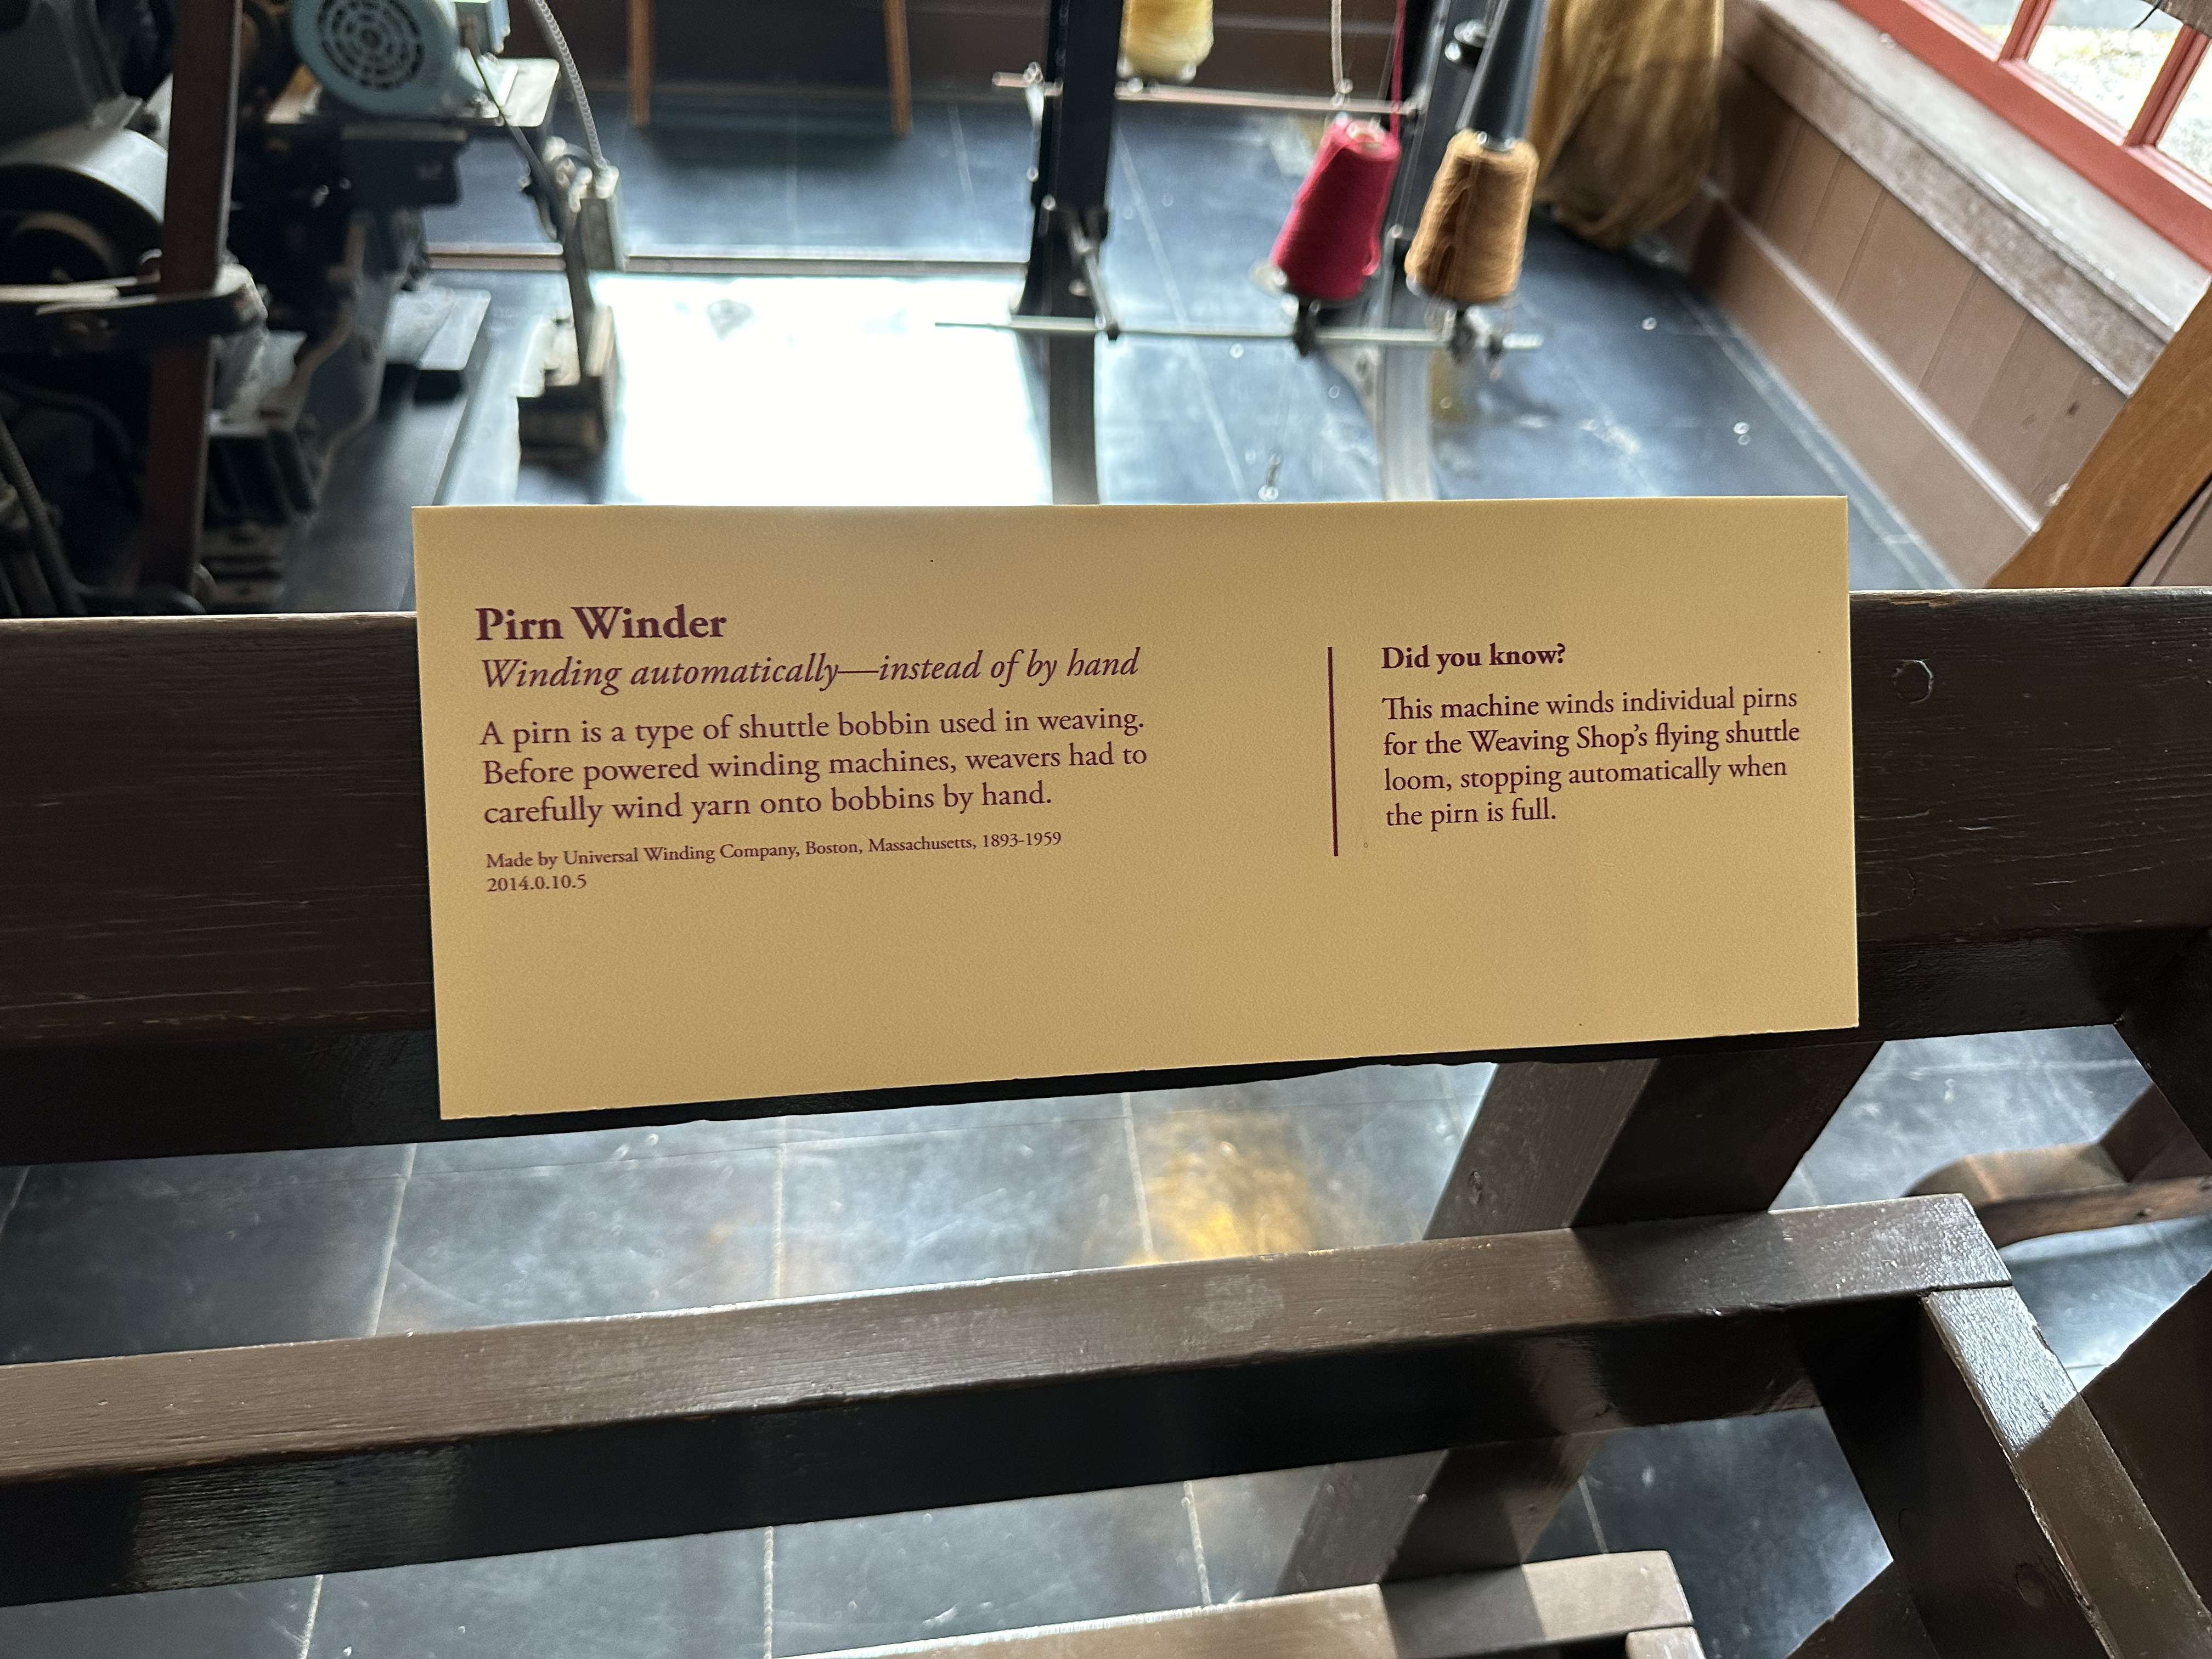 Pirn Winder
Winding automatically—instead of by hand
A pirn is a type of shuttle bobbin used in weaving.
Before powered winding machines, weavers had to
carefully wind yarn onto bobbins by hand.
Made by Universal Winding Company, Boston, Massachusetts, 1893-1959
2014.0.10.5
Did you know?
This machine winds individual pirns
for the Weaving Shop's flying shuttle
loom, stopping automatically when
the pirn is full.